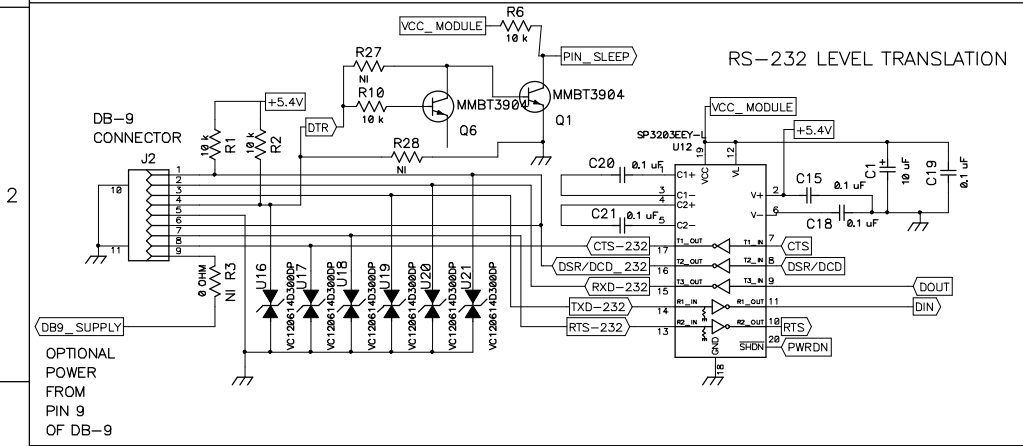 R6
VCC_MODULE
10 k
PIN_SLEEP
RS-232 LEVEL TRANSLATION
R27
NI
R10
10 k
MMBT3904
Q6
MMBT3904
Q1
+5.4V
DTR
DB-9
CONNECTOR
J2
10 k
R1
10 k
R2
R28
NI
VCC_MODULE
+5.4V
SP3203EEY-L
U12
19
VCC
12
VL
C20
0.1 uF
1
C1+
3
C1-
4
C2+
C21
0.1 uF
5
C2-
V+
2
V-
6
C15
0.1 uF
C18
0.1 uF
C1
+
10 uF
C19
0.1 uF
2
10
11
1
2
3
4
5
6
7
8
9
0 OHM
NI
R3
U16
VC120614D300DP
U17
VC120614D300DP
U18
VC120614D300DP
U19
VC120614D300DP
U20
VC120614D300DP
U21
VC120614D300DP
CTS-232
17
T1_OUT
T1_IN
7
CTS
DSR/DCD_232
16
T2_OUT
T2_IN
8
DSR/DCD
RXD-232
15
T3_OUT
T3_IN
9
DOUT
TXD-232
14
R1_IN
R1_OUT
11
DIN
RTS-232
13
R2_IN
R2_OUT
10
RTS
SHDN
20
PWRDN
GND
18
DB9_SUPPLY
OPTIONAL
POWER
FROM
PIN 9
OF DB-9